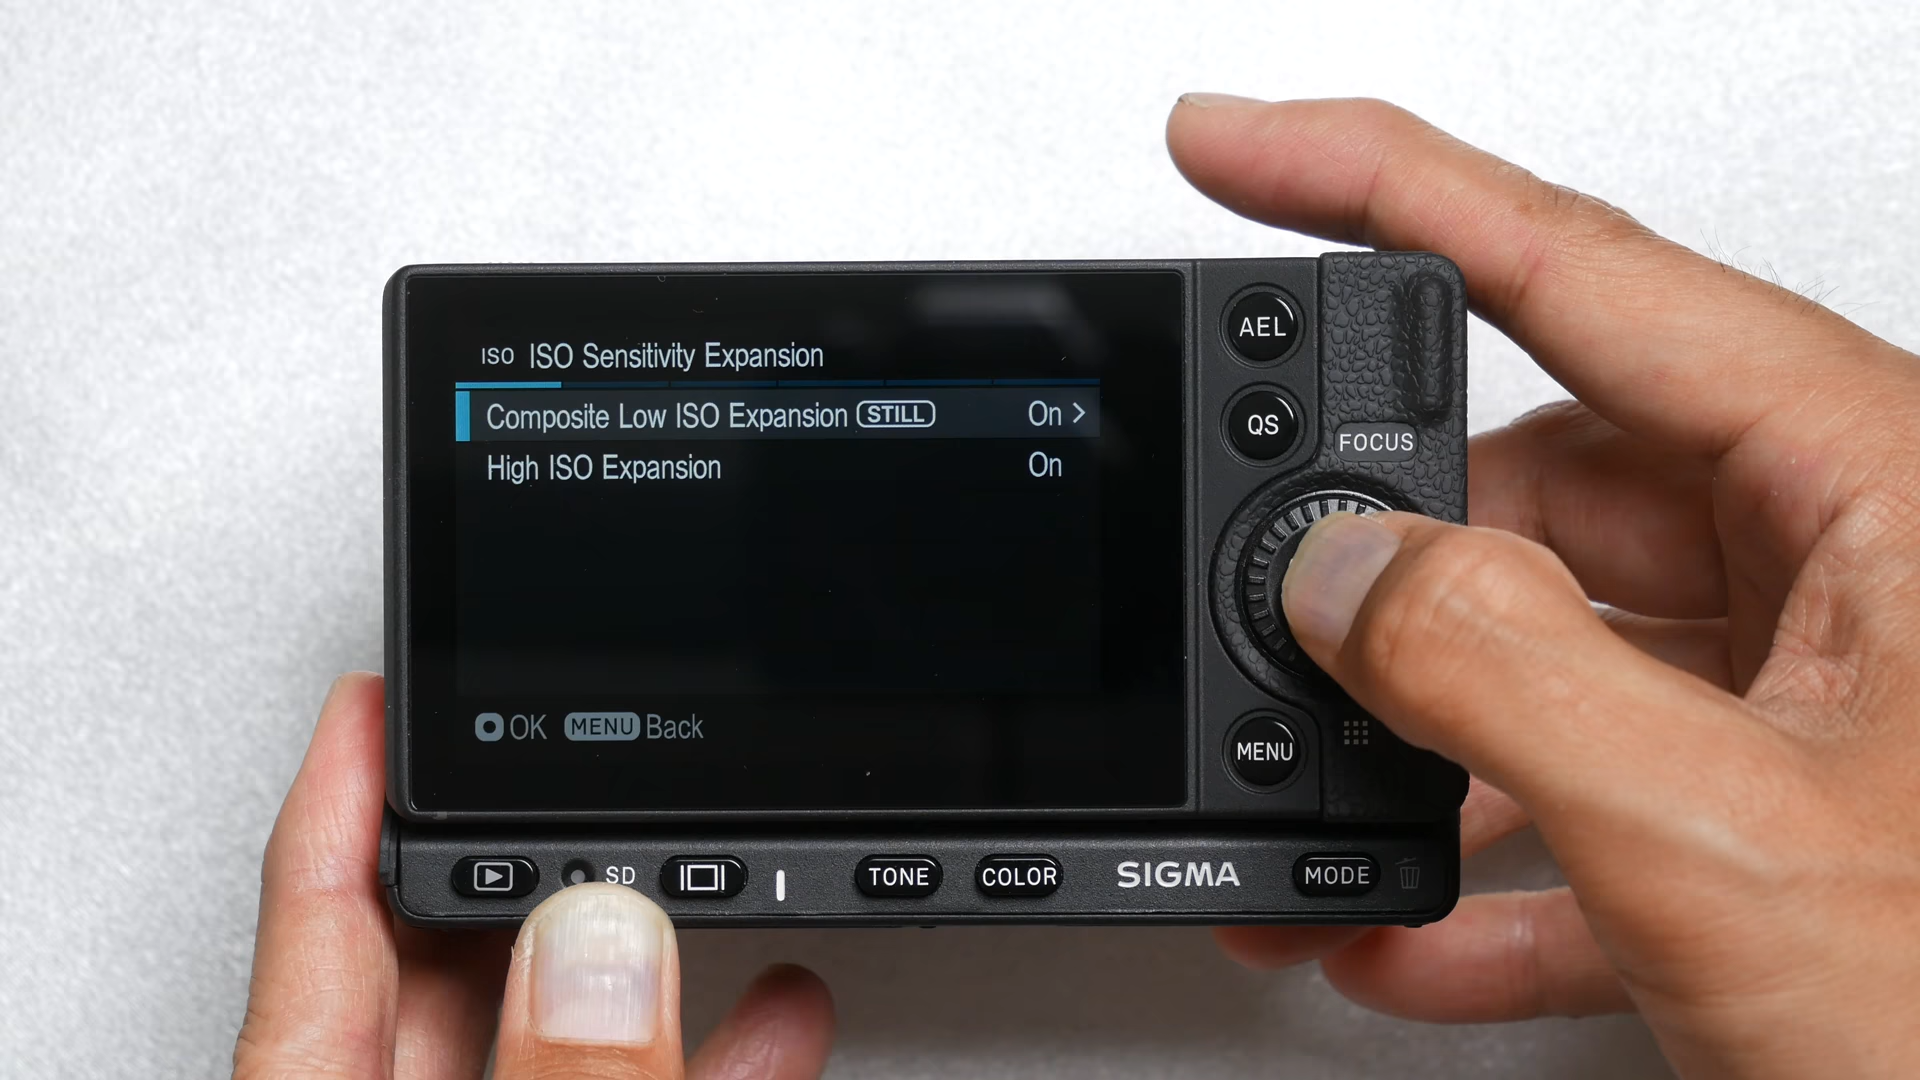 ISO ISO Sensitivity Expansion
Composite Low ISO Expansion STILL On >
High ISO Expansion On
OK MENU Back
AEL
QS
FOCUS
MENU
SD
TONE
COLOR
SIGMA
MODE